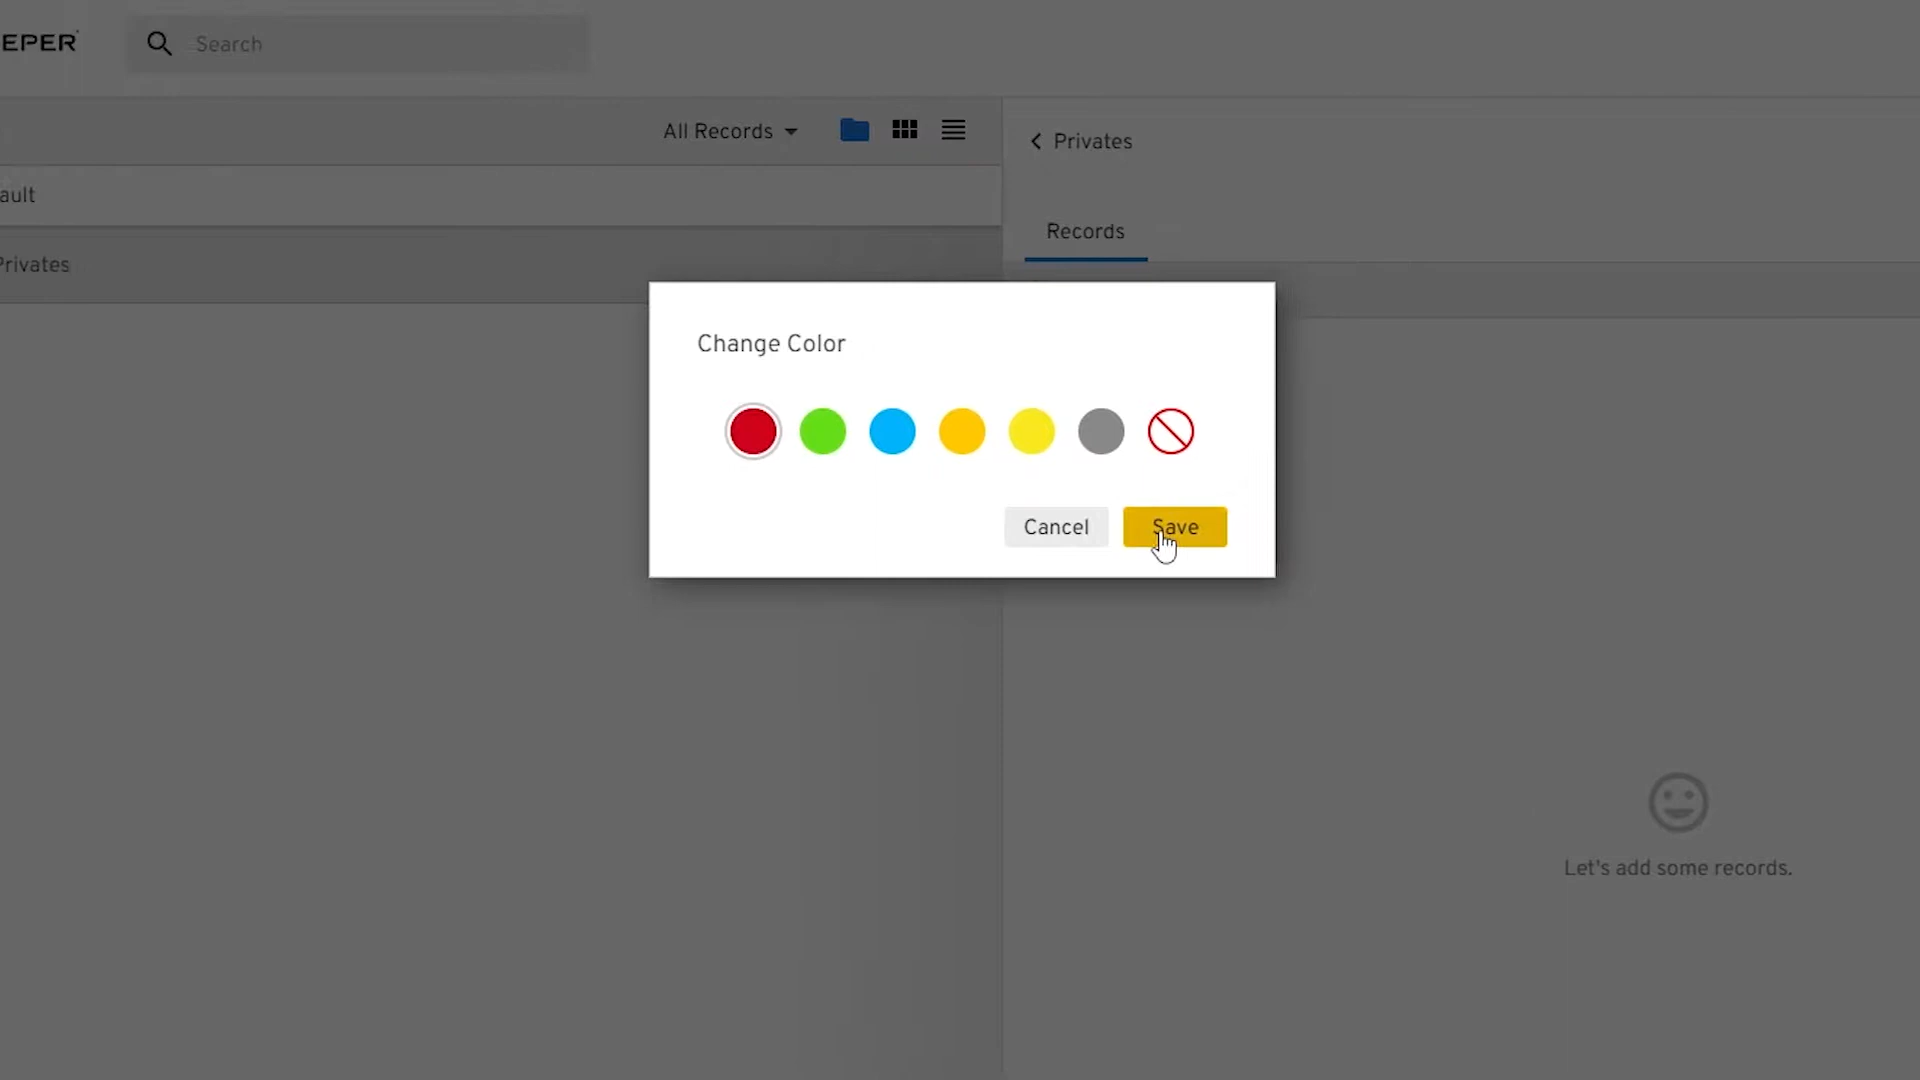 EPER
Search
All Records
Privates
ault
Records
Privates
Change Color
Cancel
Save
Let's add some records.